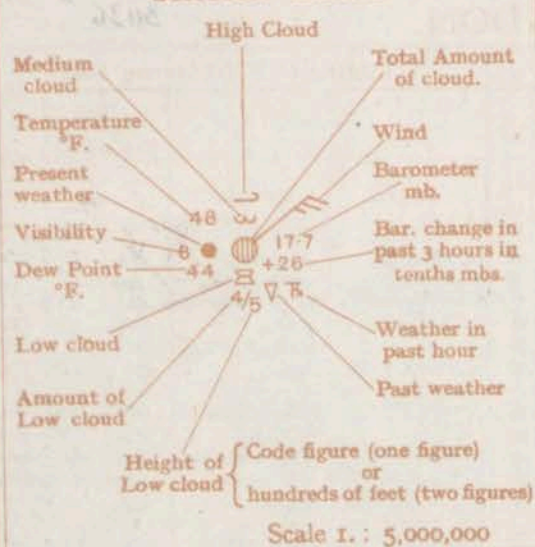 High Cloud
Medium
cloud
Total Amount
of cloud.
Temperature
°F.
Wind
Present
weather
Barometer
mb.
48
Visibility
6
17.7
Bar. change in
past 3 hours in
tenths mbs.
Dew Point
°F.
44
+26
4/5
Low cloud
Weather in
past hour
Amount of
Low cloud
Past weather
Height of
Low cloud
Code figure (one figure)
or
hundreds of feet (two figures)
Scale 1. : 5,000,000